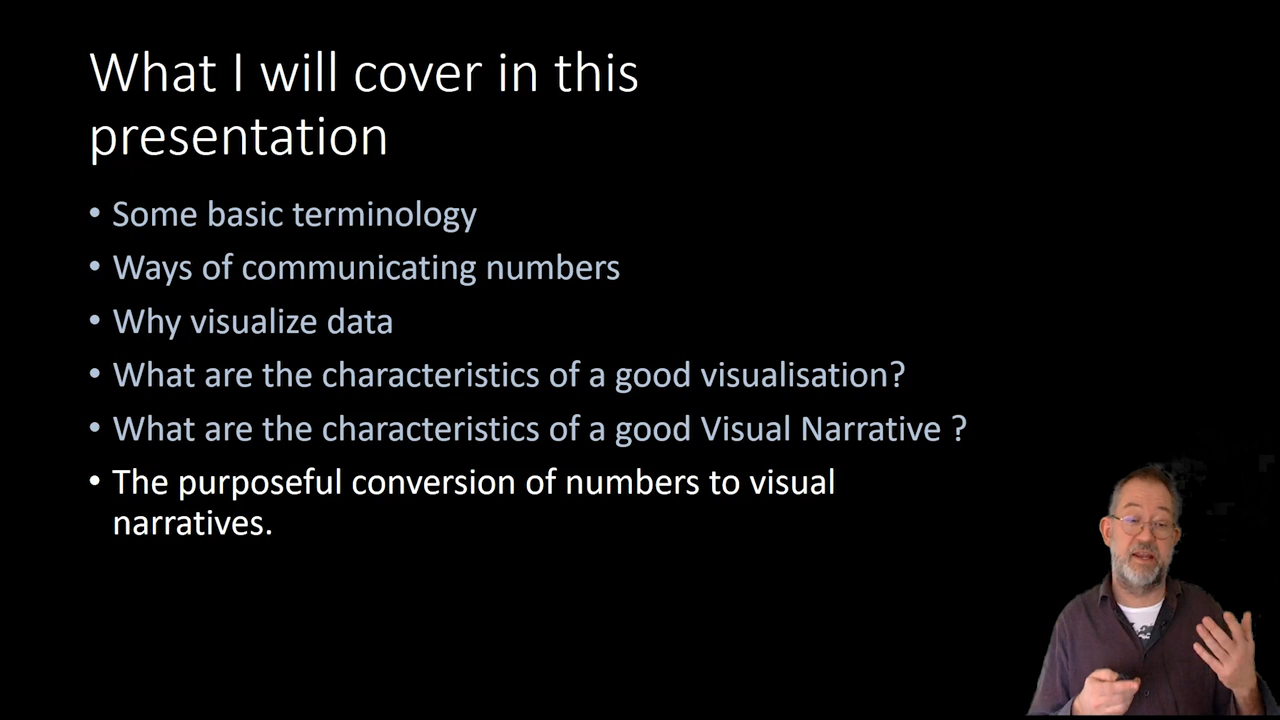 What I will cover in this
presentation
• Some basic terminology
• Ways of communicating numbers
• Why visualize data
• What are the characteristics of a good visualisation?
• What are the characteristics of a good Visual Narrative ?
• The purposeful conversion of numbers to visual
narratives.